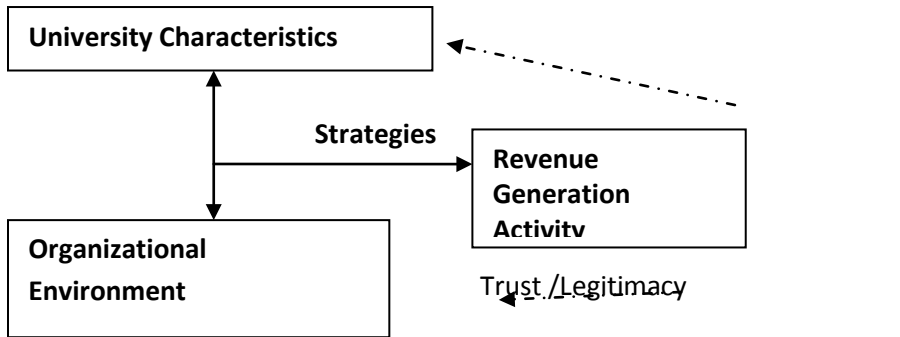 University Characteristics
Strategies
Revenue
Generation
Activity
Organizational
Environment
Trust /Legitimacy